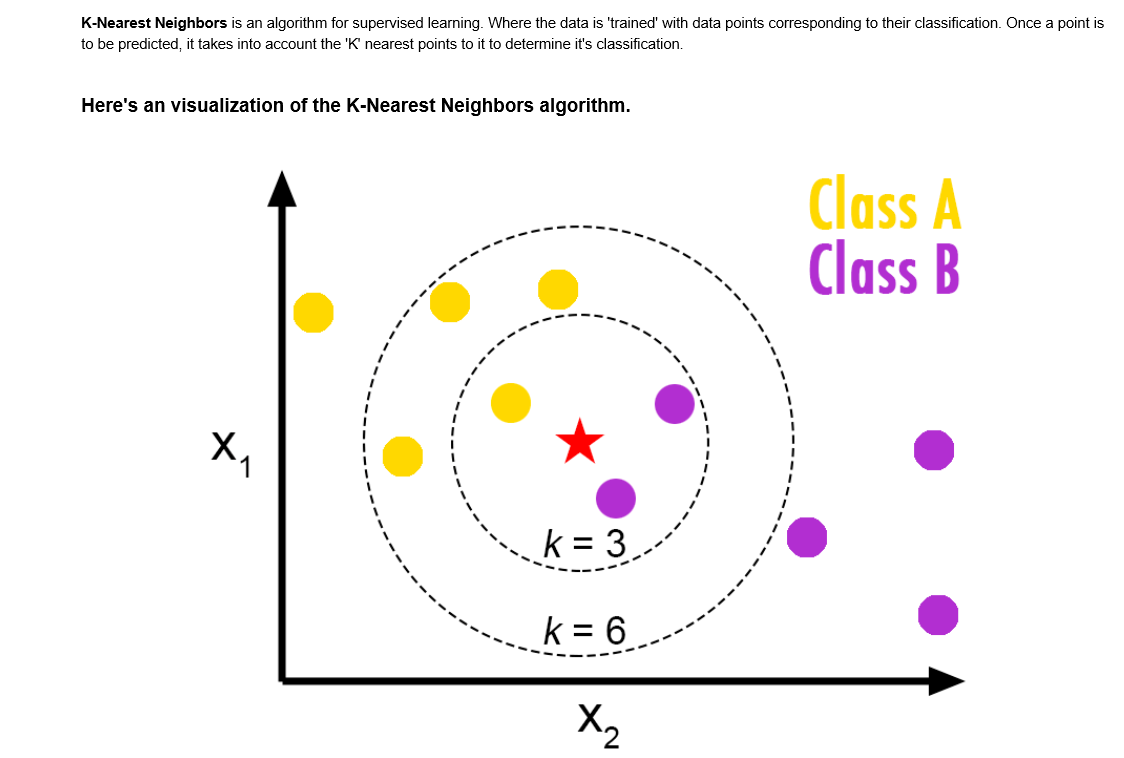 K-Nearest Neighbors is an algorithm for supervised learning. Where the data is 'trained' with data points corresponding to their classification. Once a point is
to be predicted, it takes into account the 'K' nearest points to it to determine it's classification.
Here's an visualization of the K-Nearest Neighbors algorithm.
Class A
Class B
X₁
k = 3
k = 6
X₂